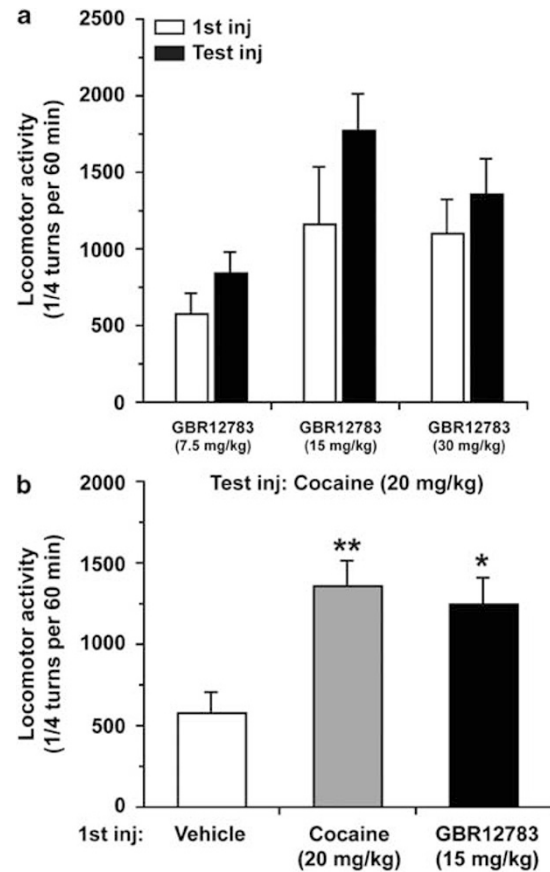 a
1st inj
Test inj
Locomotor activity
(1/4 turns per 60 min)
2500
2000
1500
1000
500
0
GBR12783 GBR12783 GBR12783
(7.5 mg/kg) (15 mg/kg) (30 mg/kg)
b
Test inj: Cocaine (20 mg/kg)
Locomotor activity
(1/4 turns per 60 min)
2000
1500
1000
500
0
** *
1st inj: Vehicle Cocaine GBR12783
(20 mg/kg) (15 mg/kg)